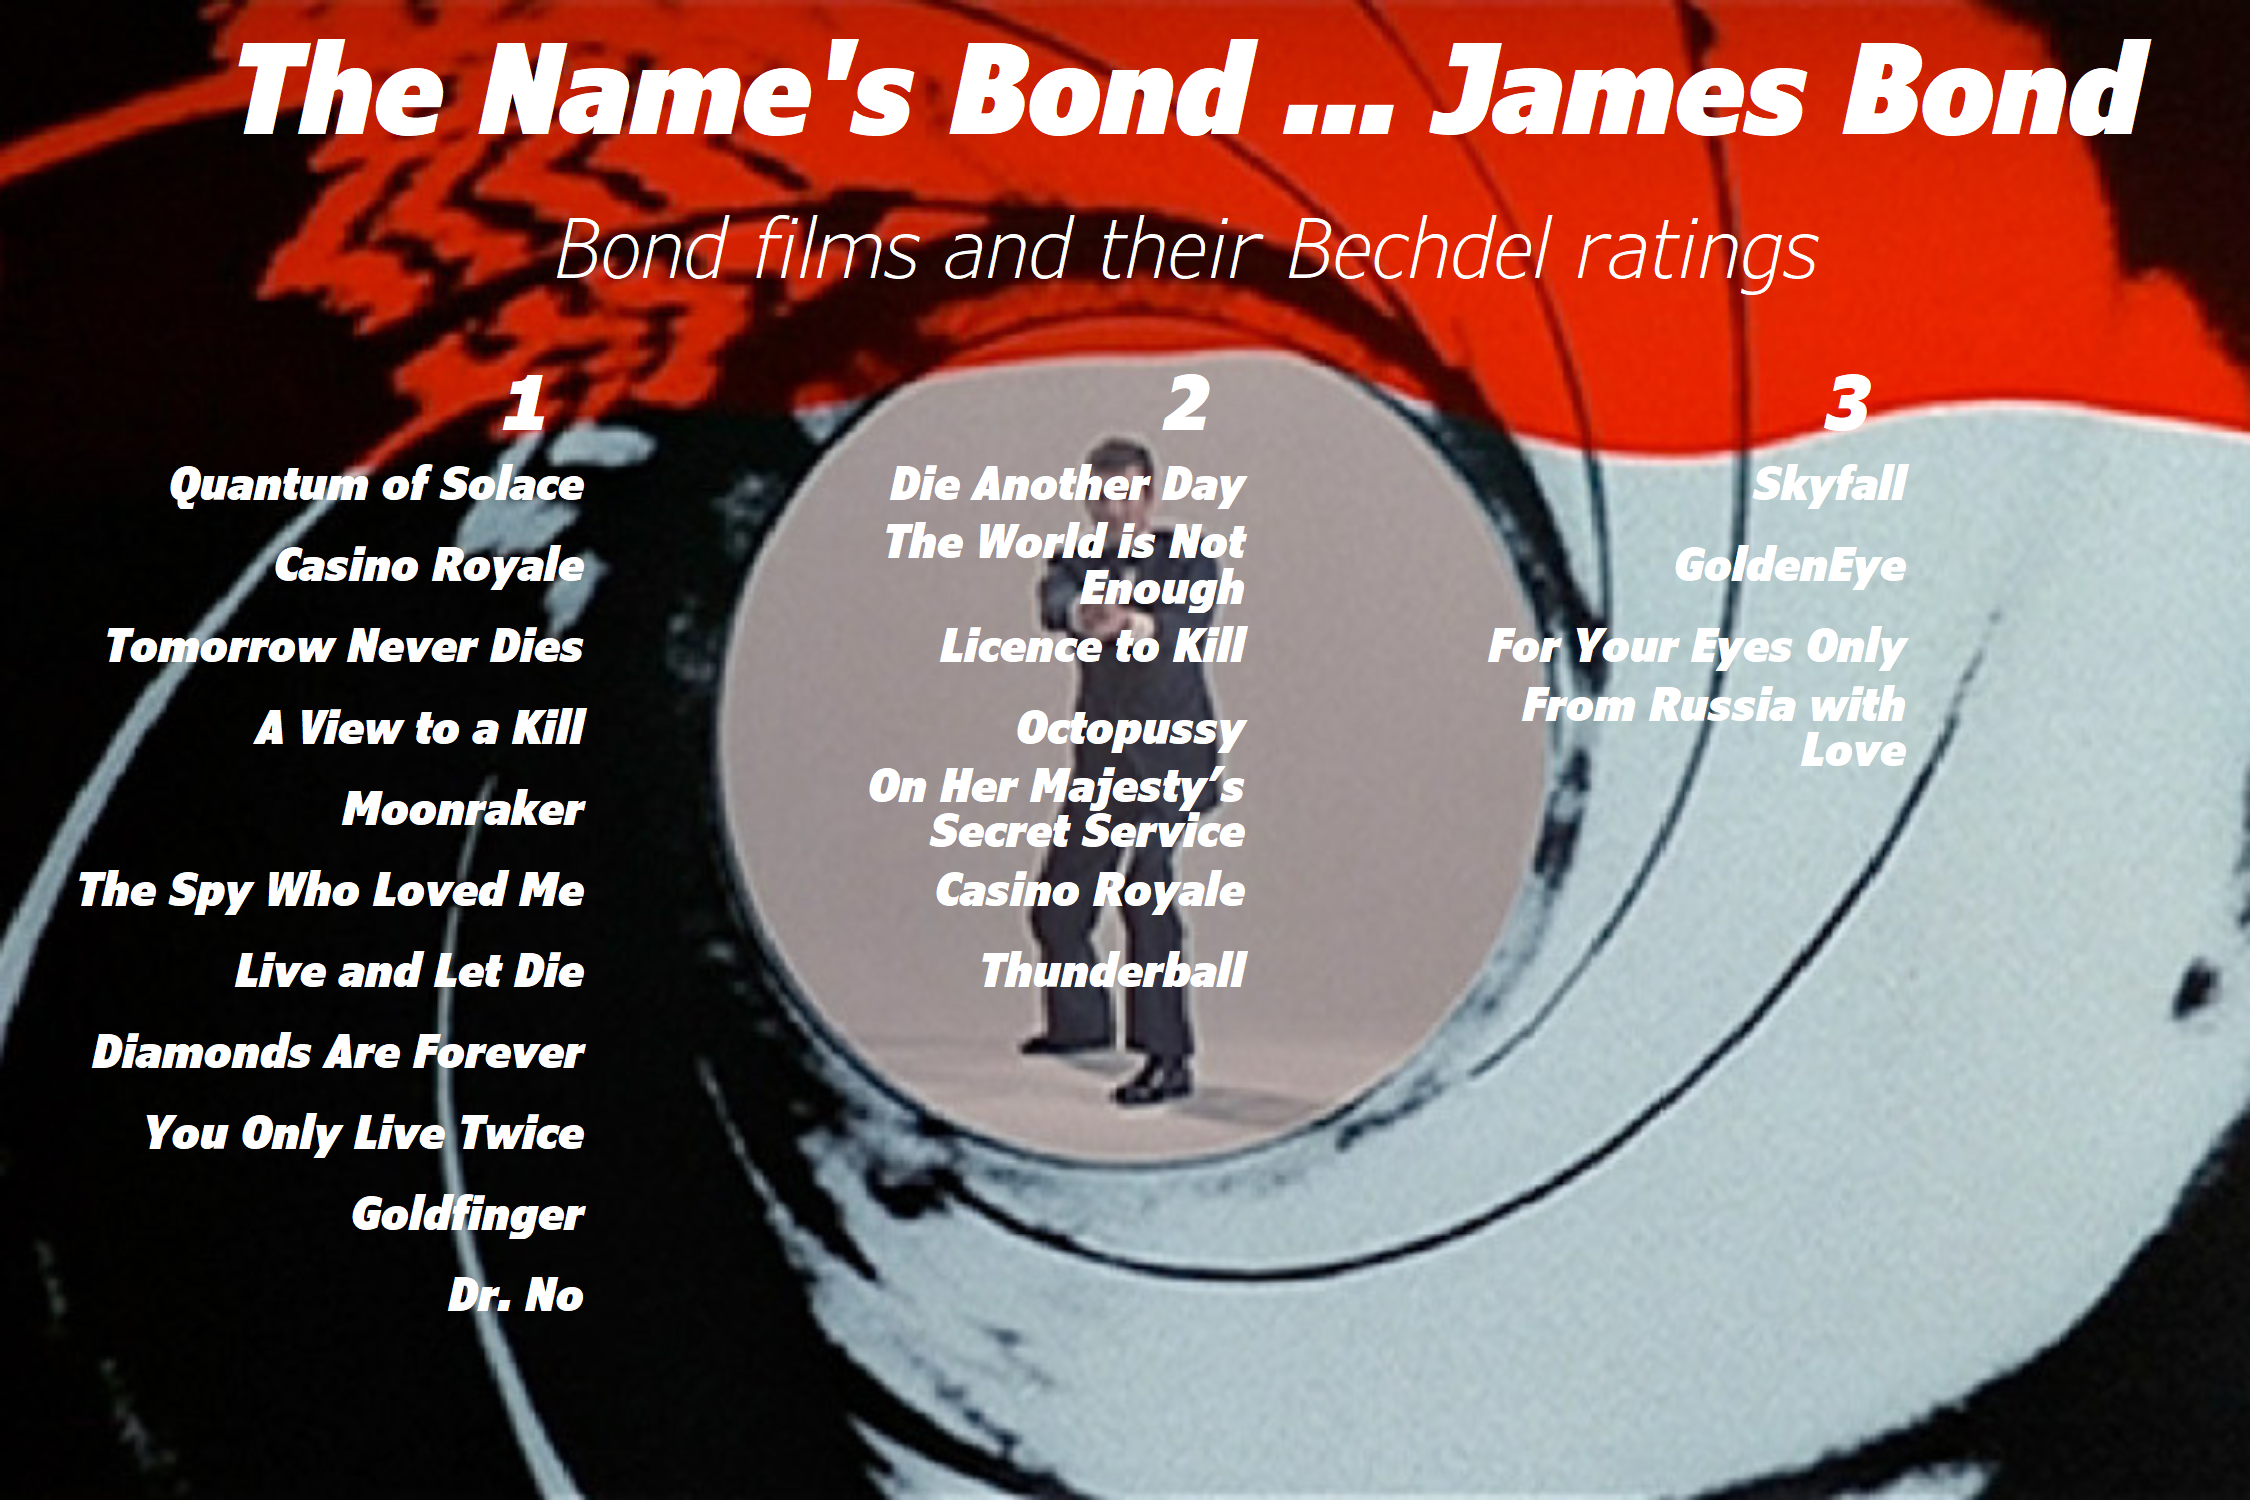 The Name's Bond ... James Bond
Bond films and their Bechdel ratings
1
Quantum of Solace
Casino Royale
Tomorrow Never Dies
A View to a Kill
Moonraker
The Spy Who Loved Me
Live and Let Die
Diamonds Are Forever
You Only Live Twice
Goldfinger
Dr. No
2
Die Another Day
The World is Not
Enough
Licence to Kill
Octopussy
On Her Majesty’s
Secret Service
Casino Royale
Thunderball
3
Skyfall
GoldenEye
For Your Eyes Only
From Russia with
Love